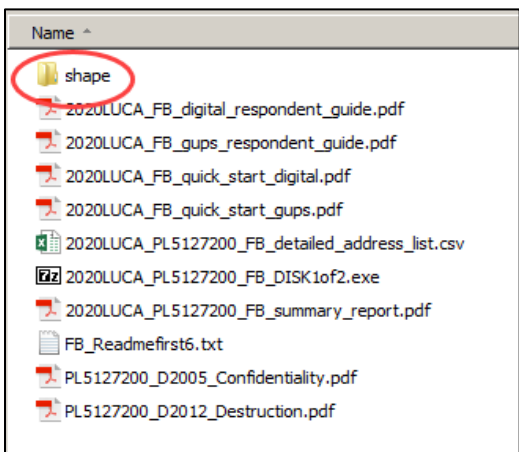 Name
shape
2020LUCA_FB_digital_respondent_guide.pdf
2020LUCA_FB_gups_respondent_guide.pdf
2020LUCA_FB_quick_start_digital.pdf
2020LUCA_FB_quick_start_gups.pdf
2020LUCA_PL5127200_FB_detailed_address_list.csv
7z 2020LUCA_PL5127200_FB_DISK1of2.exe
2020LUCA_PL5127200_FB_summary_report.pdf
FB_Readmefirst6.txt
PL5127200_D2005_Confidentiality.pdf
PL5127200_D2012_Destruction.pdf